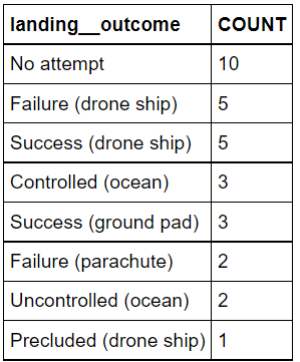 landing__outcome COUNT
No attempt 10
Failure (drone ship) 5
Success (drone ship) 5
Controlled (ocean) 3
Success (ground pad) 3
Failure (parachute) 2
Uncontrolled (ocean) 2
Precluded (drone ship) 1